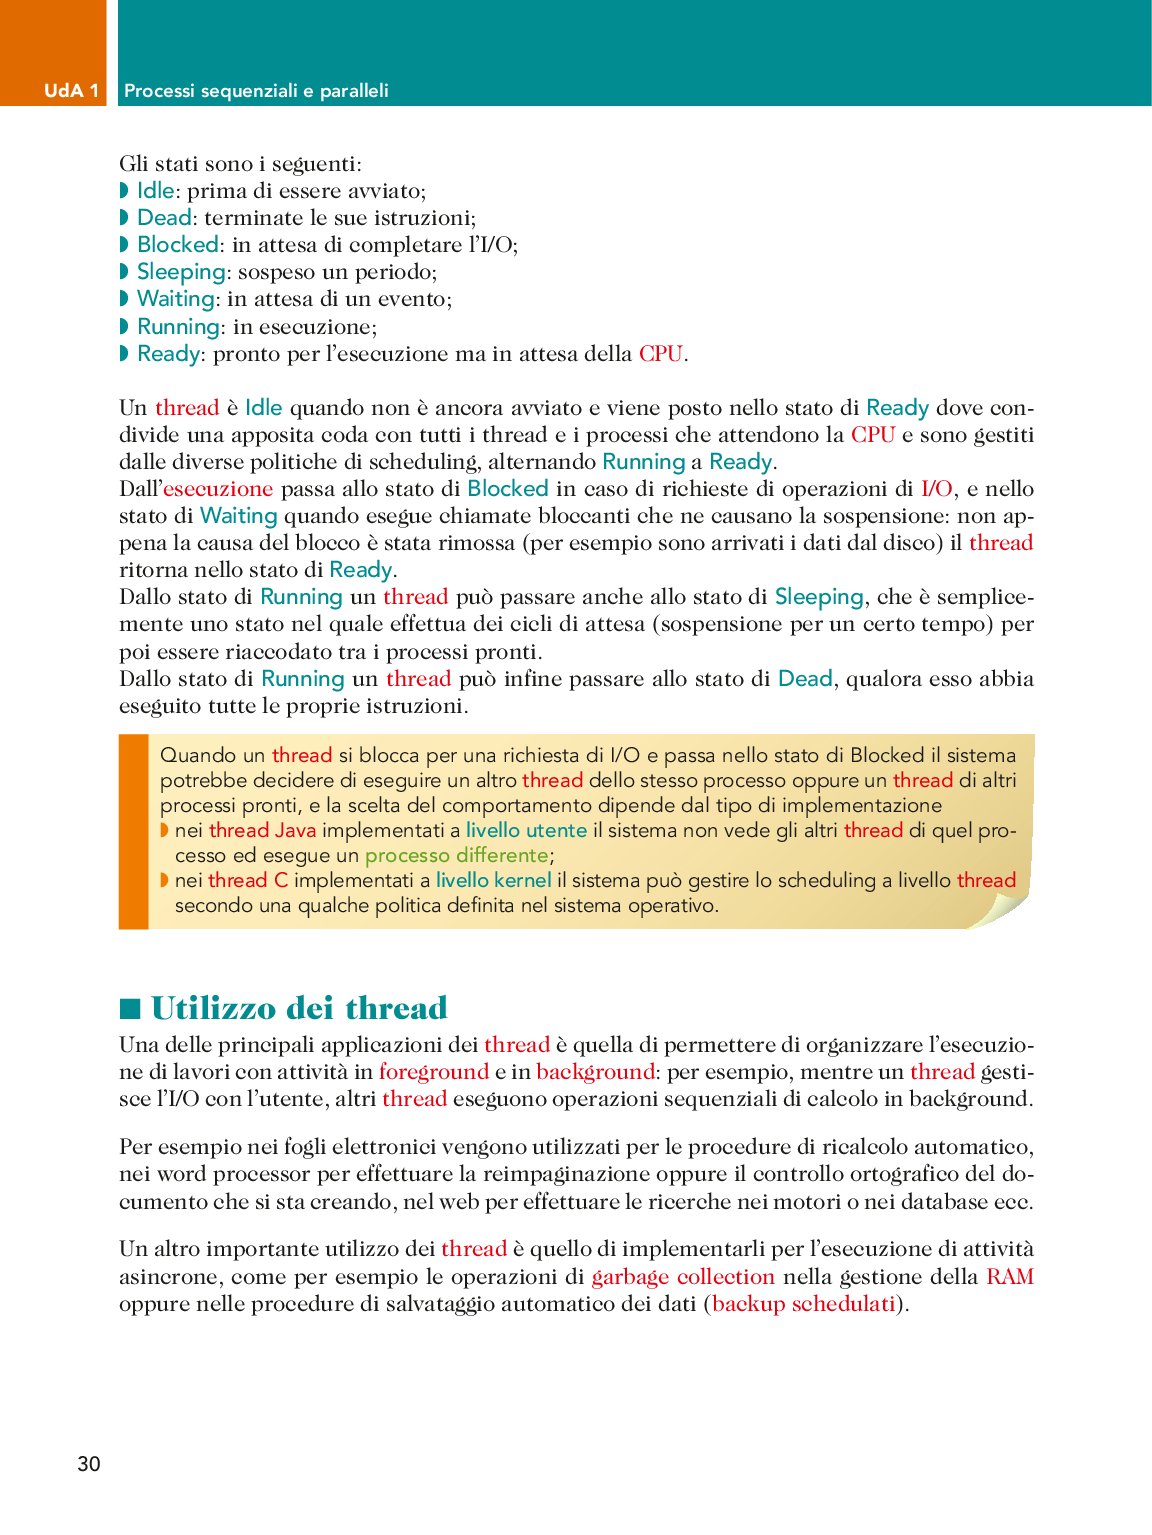 UdA 1 Processi sequenziali e paralleli
Gli stati sono i seguenti:
◗ Idle: prima di essere avviato;
◗ Dead: terminate le sue istruzioni;
◗ Blocked: in attesa di completare l’I/O;
◗ Sleeping: sospeso un periodo;
◗ Waiting: in attesa di un evento;
◗ Running: in esecuzione;
◗ Ready: pronto per l’esecuzione ma in attesa della CPU.
Un thread è Idle quando non è ancora avviato e viene posto nello stato di Ready dove con-
divide una apposita coda con tutti i thread e i processi che attendono la CPU e sono gestiti
dalle diverse politiche di scheduling, alternando Running a Ready.
Dall’esecuzione passa allo stato di Blocked in caso di richieste di operazioni di I/O, e nello
stato di Waiting quando esegue chiamate bloccanti che ne causano la sospensione: non ap-
pena la causa del blocco è stata rimossa (per esempio sono arrivati i dati dal disco) il thread
ritorna nello stato di Ready.
Dallo stato di Running un thread può passare anche allo stato di Sleeping, che è semplice-
mente uno stato nel quale effettua dei cicli di attesa (sospensione per un certo tempo) per
poi essere riaccodato tra i processi pronti.
Dallo stato di Running un thread può infine passare allo stato di Dead, qualora esso abbia
eseguito tutte le proprie istruzioni.
Quando un thread si blocca per una richiesta di I/O e passa nello stato di Blocked il sistema
potrebbe decidere di eseguire un altro thread dello stesso processo oppure un thread di altri
processi pronti, e la scelta del comportamento dipende dal tipo di implementazione
◗ nei thread Java implementati a livello utente il sistema non vede gli altri thread di quel pro-
cesso ed esegue un processo differente;
◗ nei thread C implementati a livello kernel il sistema può gestire lo scheduling a livello thread
secondo una qualche politica definita nel sistema operativo.
■ Utilizzo dei thread
Una delle principali applicazioni dei thread è quella di permettere di organizzare l’esecuzio-
ne di lavori con attività in foreground e in background: per esempio, mentre un thread gesti-
sce l’I/O con l’utente, altri thread eseguono operazioni sequenziali di calcolo in background.
Per esempio nei fogli elettronici vengono utilizzati per le procedure di ricalcolo automatico,
nei word processor per effettuare la reimpaginazione oppure il controllo ortografico del do-
cumento che si sta creando, nel web per effettuare le ricerche nei motori o nei database ecc.
Un altro importante utilizzo dei thread è quello di implementarli per l’esecuzione di attività
asincrone, come per esempio le operazioni di garbage collection nella gestione della RAM
oppure nelle procedure di salvataggio automatico dei dati (backup schedulati).
30